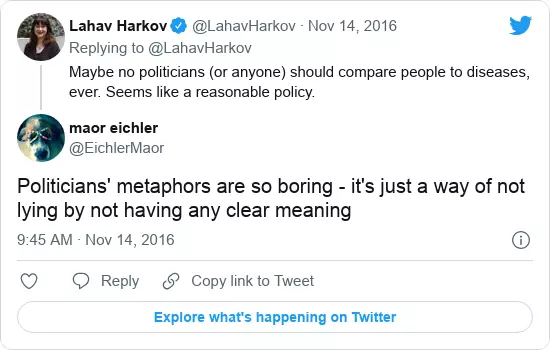 Lahav Harkov @LahavHarkov · Nov 14, 2016
Replying to @LahavHarkov
Maybe no politicians (or anyone) should compare people to diseases,
ever. Seems like a reasonable policy.
maor eichler
@EichlerMaor
Politicians' metaphors are so boring - it's just a way of not
lying by not having any clear meaning
9:45 AM · Nov 14, 2016
Reply Copy link to Tweet
Explore what's happening on Twitter